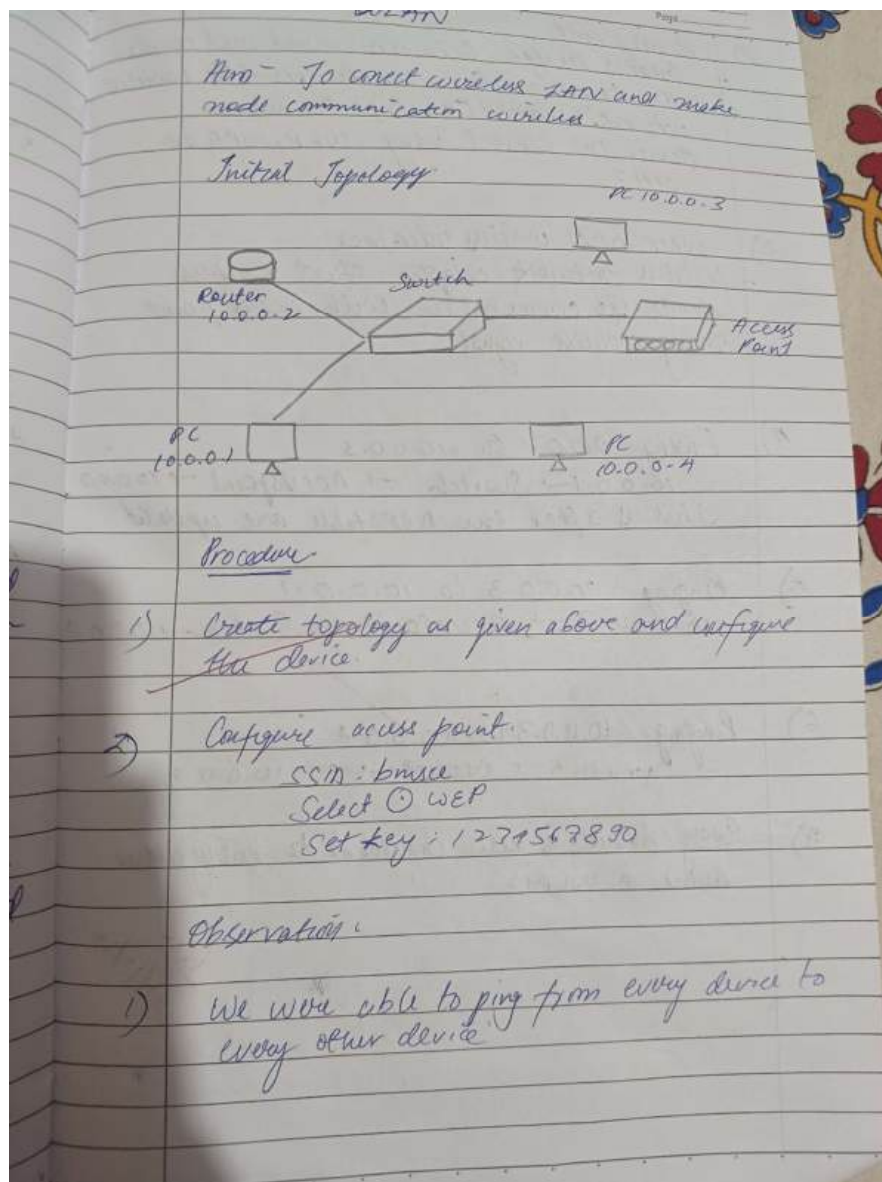 WLAN
Page
Aim - To conect wireless LAN and make
node communication wireless.
Initial Topology
PC 10.0.0.3
Switch
Router
10.0.0.2
Access
Point
PC
10.0.0.1
PC
10.0.0.4
Procedure
1) Create topology as given above and configure
the device.
2) Configure access point.
SSID : bmsce
Select WEP
Set key : 1234567890
Observation :
1) We were able to ping from every device to
every other device